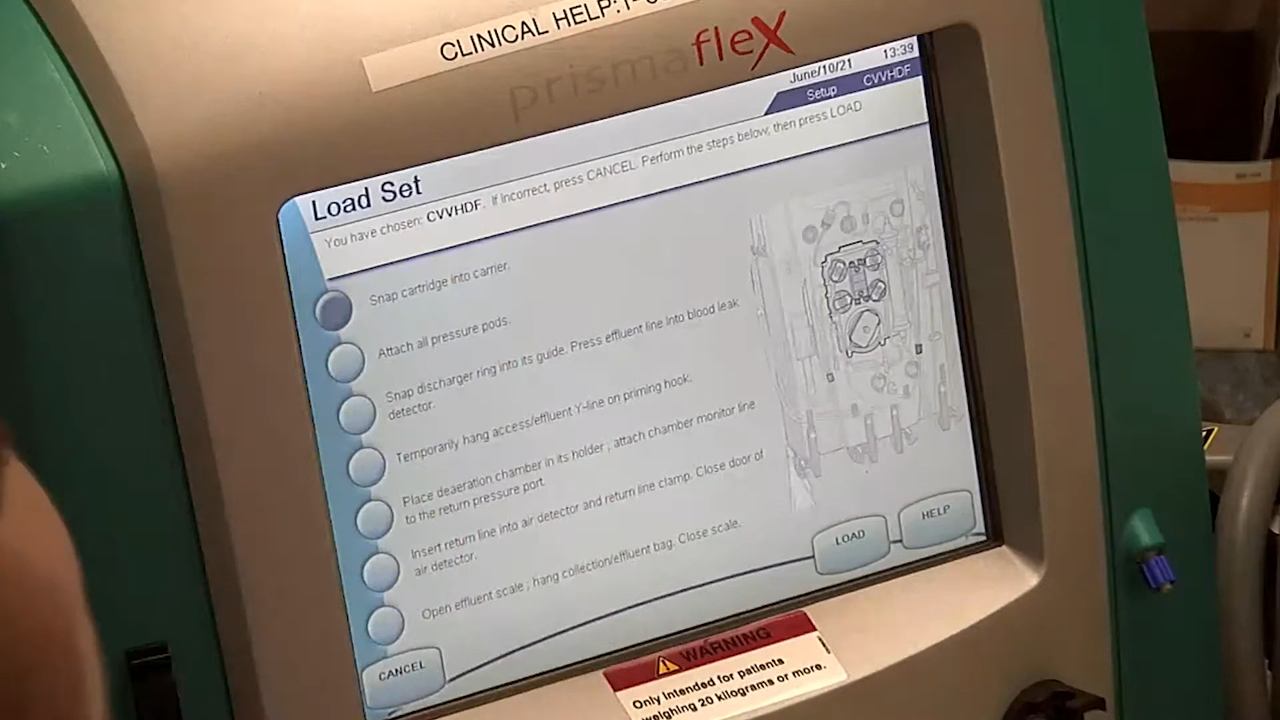 CLINICAL HELP:1-
prismaflex
June/10/21 13:39
Setup CVVHDF
Load Set
You have chosen: CVVHDF. If incorrect, press CANCEL. Perform the steps below, then press LOAD
Snap cartridge into carrier.
Attach all pressure pods.
Snap discharger ring into its guide. Press effluent line into blood leak
detector.
Temporarily hang access/effluent Y-line on priming hook.
Place deaeration chamber in its holder ; attach chamber monitor line
to the return pressure port.
Insert return line into air detector and return line clamp. Close door of
air detector.
Open effluent scale ; hang collection/effluent bag. Close scale.
CANCEL
LOAD
HELP
WARNING
Only intended for patients
weighing 20 kilograms or more.